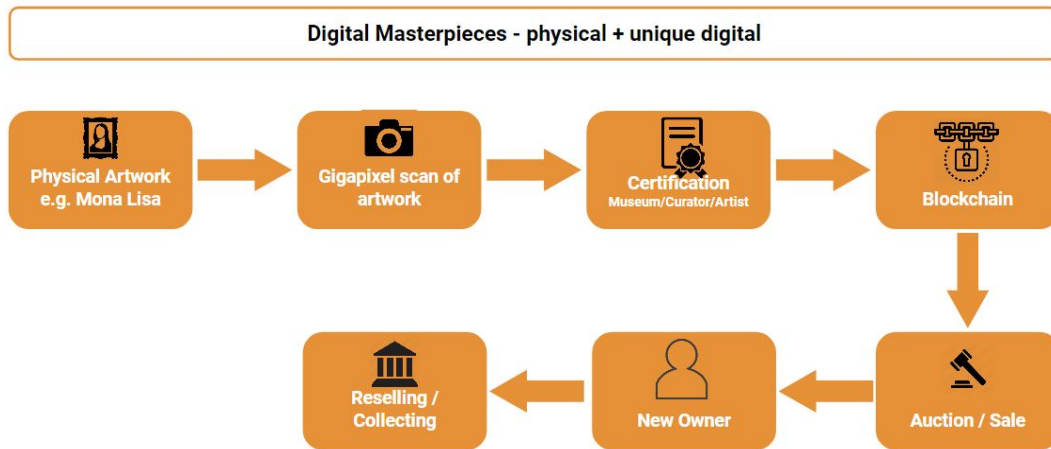 Digital Masterpieces - physical + unique digital
Physical Artwork
e.g. Mona Lisa
Gigapixel scan of
artwork
Certification
Museum/Curator/Artist
Blockchain
Reselling /
Collecting
New Owner
Auction / Sale